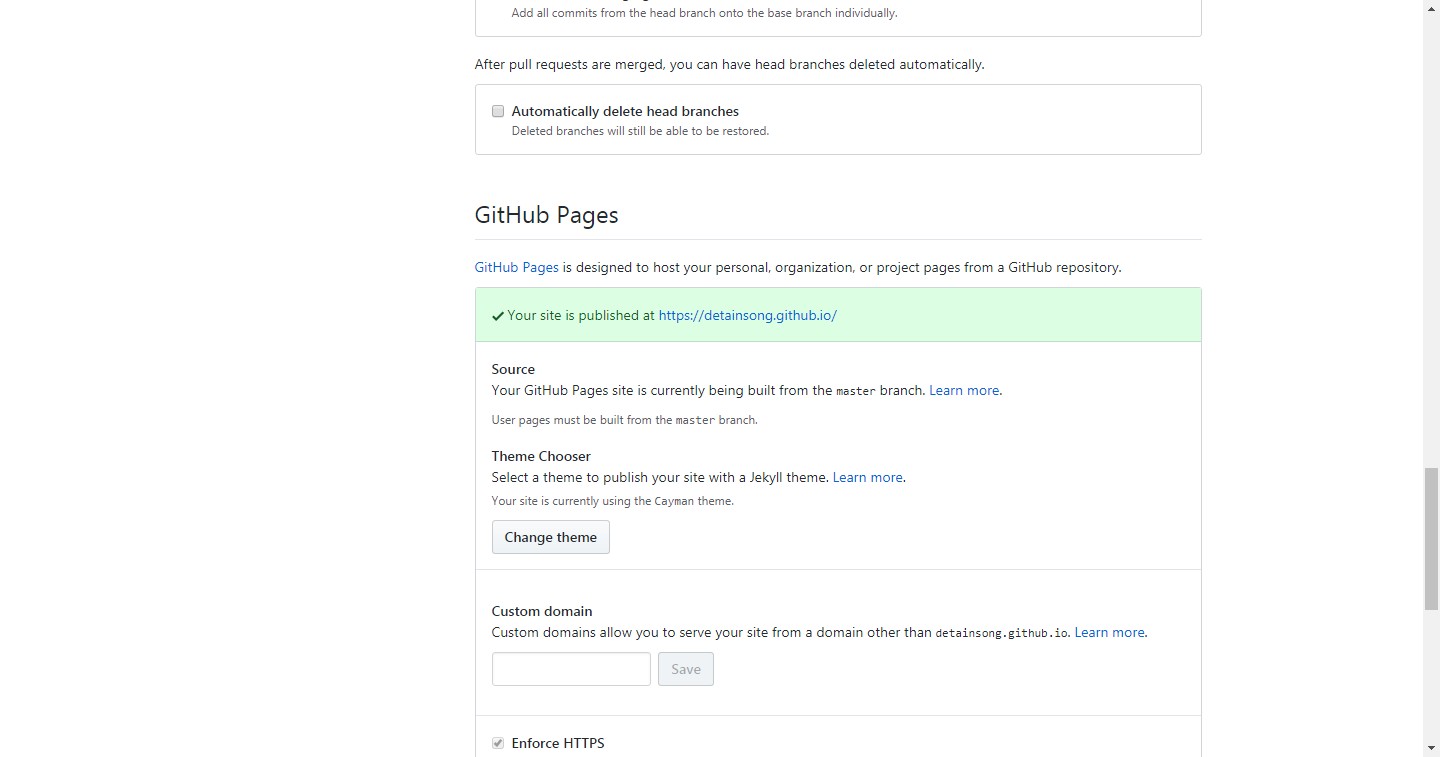 Add all commits from the head branch onto the base branch individually.
After pull requests are merged, you can have head branches deleted automatically.
Automatically delete head branches
Deleted branches will still be able to be restored.
GitHub Pages
GitHub Pages is designed to host your personal, organization, or project pages from a GitHub repository.
Your site is published at https://detainsong.github.io/
Source
Your GitHub Pages site is currently being built from the master branch. Learn more.
User pages must be built from the master branch.
Theme Chooser
Select a theme to publish your site with a Jekyll theme. Learn more.
Your site is currently using the Cayman theme.
Change theme
Custom domain
Custom domains allow you to serve your site from a domain other than detainsong.github.io. Learn more.
Save
Enforce HTTPS